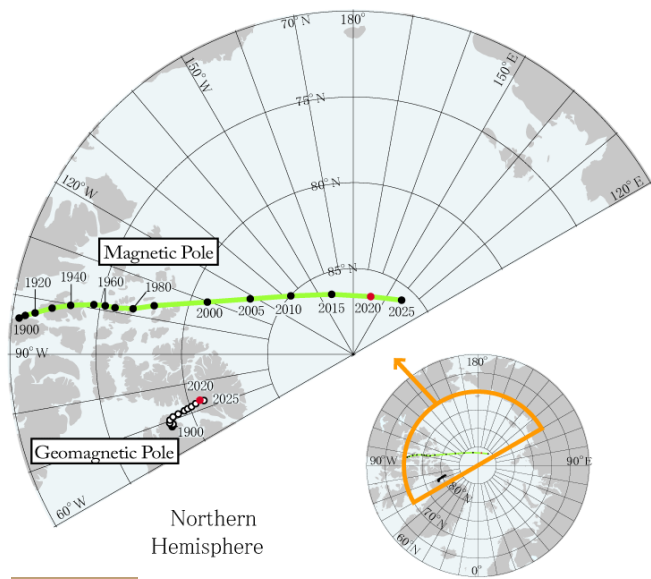 70°N
180°
150°W
75°N
150°E
80°N
120°W
120°E
85°N
Magnetic Pole
1920
1940
1960
1980
1900
2000
2005
2010
2015
2020
2025
90°W
2020
2025
1900
Geomagnetic Pole
60°W
Northern
Hemisphere
180°
90°W
90°E
80°N
70°N
60°N
0°